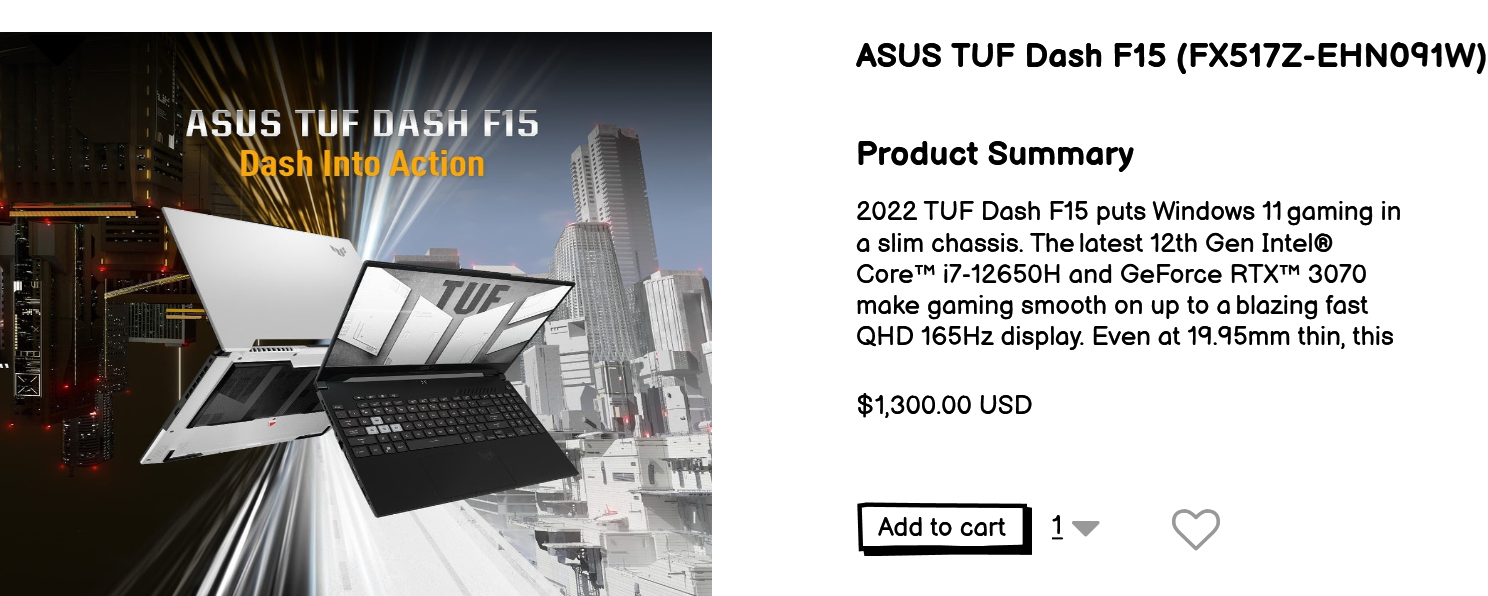 ASUS TUF DASH F15
Dash Into Action
TUF
ASUS TUF Dash F15 (FX517Z-EHN091W)
Product Summary
2022 TUF Dash F15 puts Windows 11 gaming in
a slim chassis. The latest 12th Gen Intel®
Core™ i7-12650H and GeForce RTX™ 3070
make gaming smooth on up to a blazing fast
QHD 165Hz display. Even at 19.95mm thin, this
$1,300.00 USD
Add to cart
1